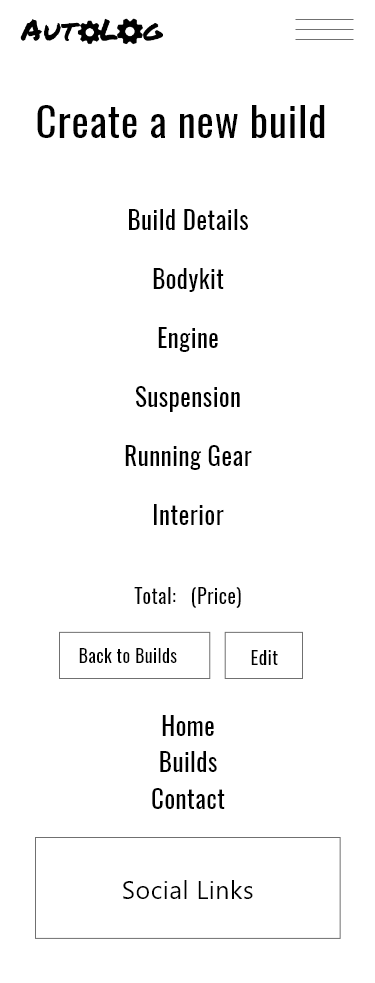 AutoLog
Create a new build
Build Details
Bodykit
Engine
Suspension
Running Gear
Interior
Total: (Price)
Back to Builds Edit
Home
Builds
Contact
Social Links